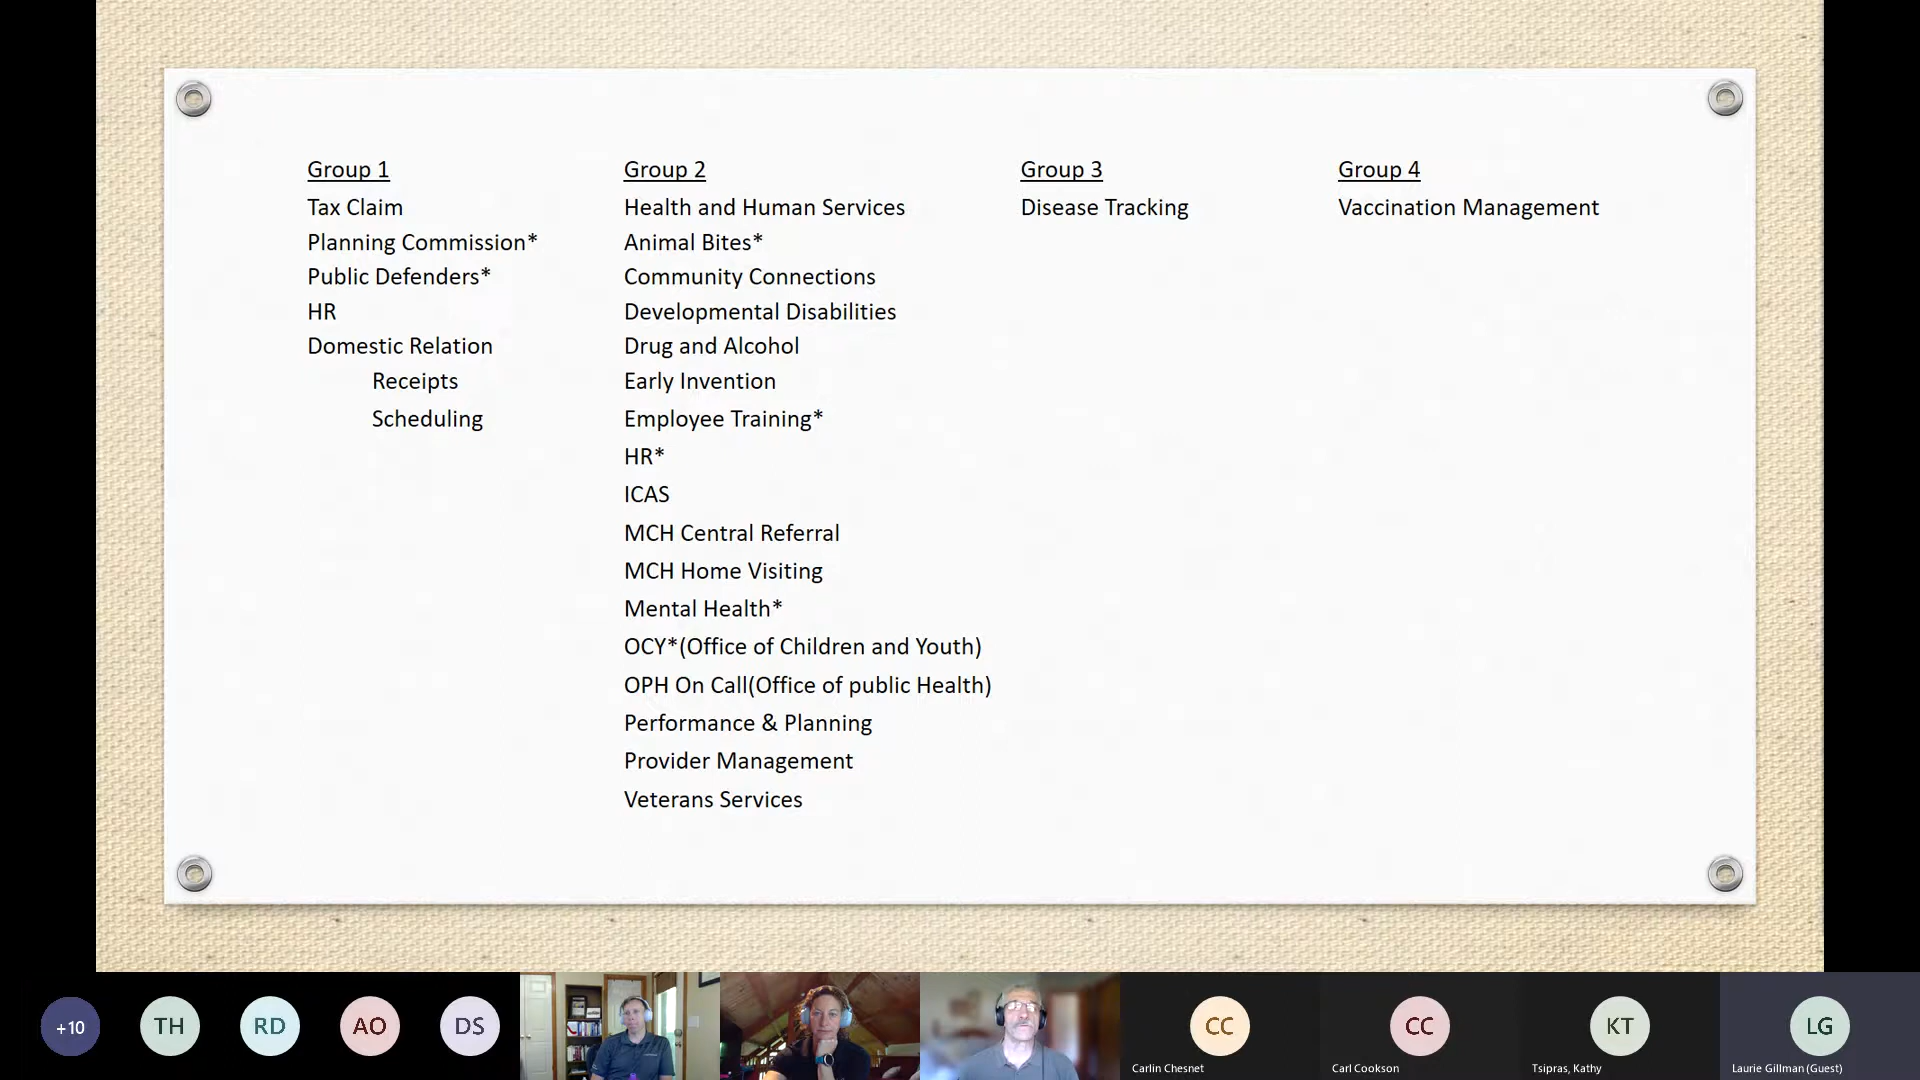 Group 1
Tax Claim
Planning Commission*
Public Defenders*
HR
Domestic Relation
Receipts
Scheduling
Group 2
Health and Human Services
Animal Bites*
Community Connections
Developmental Disabilities
Drug and Alcohol
Early Invention
Employee Training*
HR*
ICAS
MCH Central Referral
MCH Home Visiting
Mental Health*
OCY*(Office of Children and Youth)
OPH On Call(Office of public Health)
Performance & Planning
Provider Management
Veterans Services
Group 3
Disease Tracking
Group 4
Vaccination Management
+10
TH
RD
AO
DS
CC
Carlin Chesnet
CC
Carl Cookson
KT
Tsipras, Kathy
LG
Laurie Gillman (Guest)